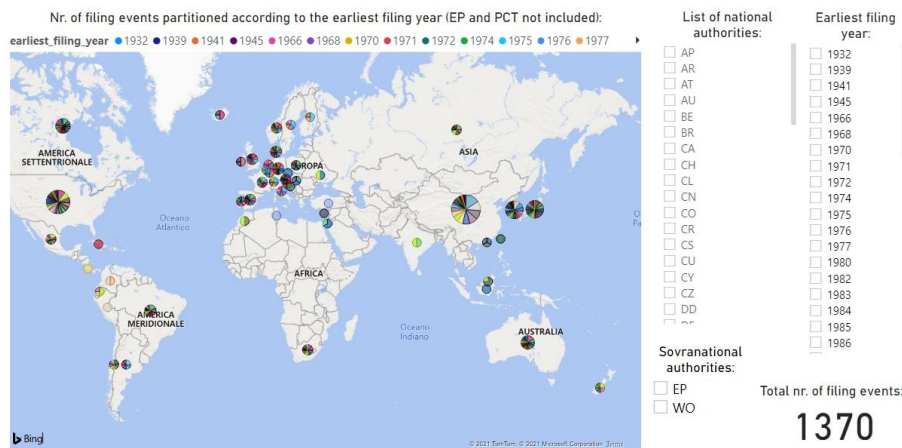 Nr. of filing events partitioned according to the earliest filing year (EP and PCT not included):
earliest_filing_year 1932 1939 1941 1945 1966 1968 1970 1971 1972 1974 1975 1976 1977
AMERICA
SETTENTRIONALE
Oceano
Atlantico
EUROPA
ASIA
AFRICA
AMERICA
MERIDIONALE
Oceano
Indiano
AUSTRALIA
Bing
© 2021 TomTom, © 2021 Microsoft Corporation Terms
List of national
authorities:
AP
AR
AT
AU
BE
BR
CA
CH
CL
CN
CO
CR
CS
CU
CY
CZ
DD
Sovranational
authorities:
EP
WO
Earliest filing
year:
1932
1939
1941
1945
1966
1968
1970
1971
1972
1974
1975
1976
1977
1980
1982
1983
1984
1985
1986
Total nr. of filing events:
1370